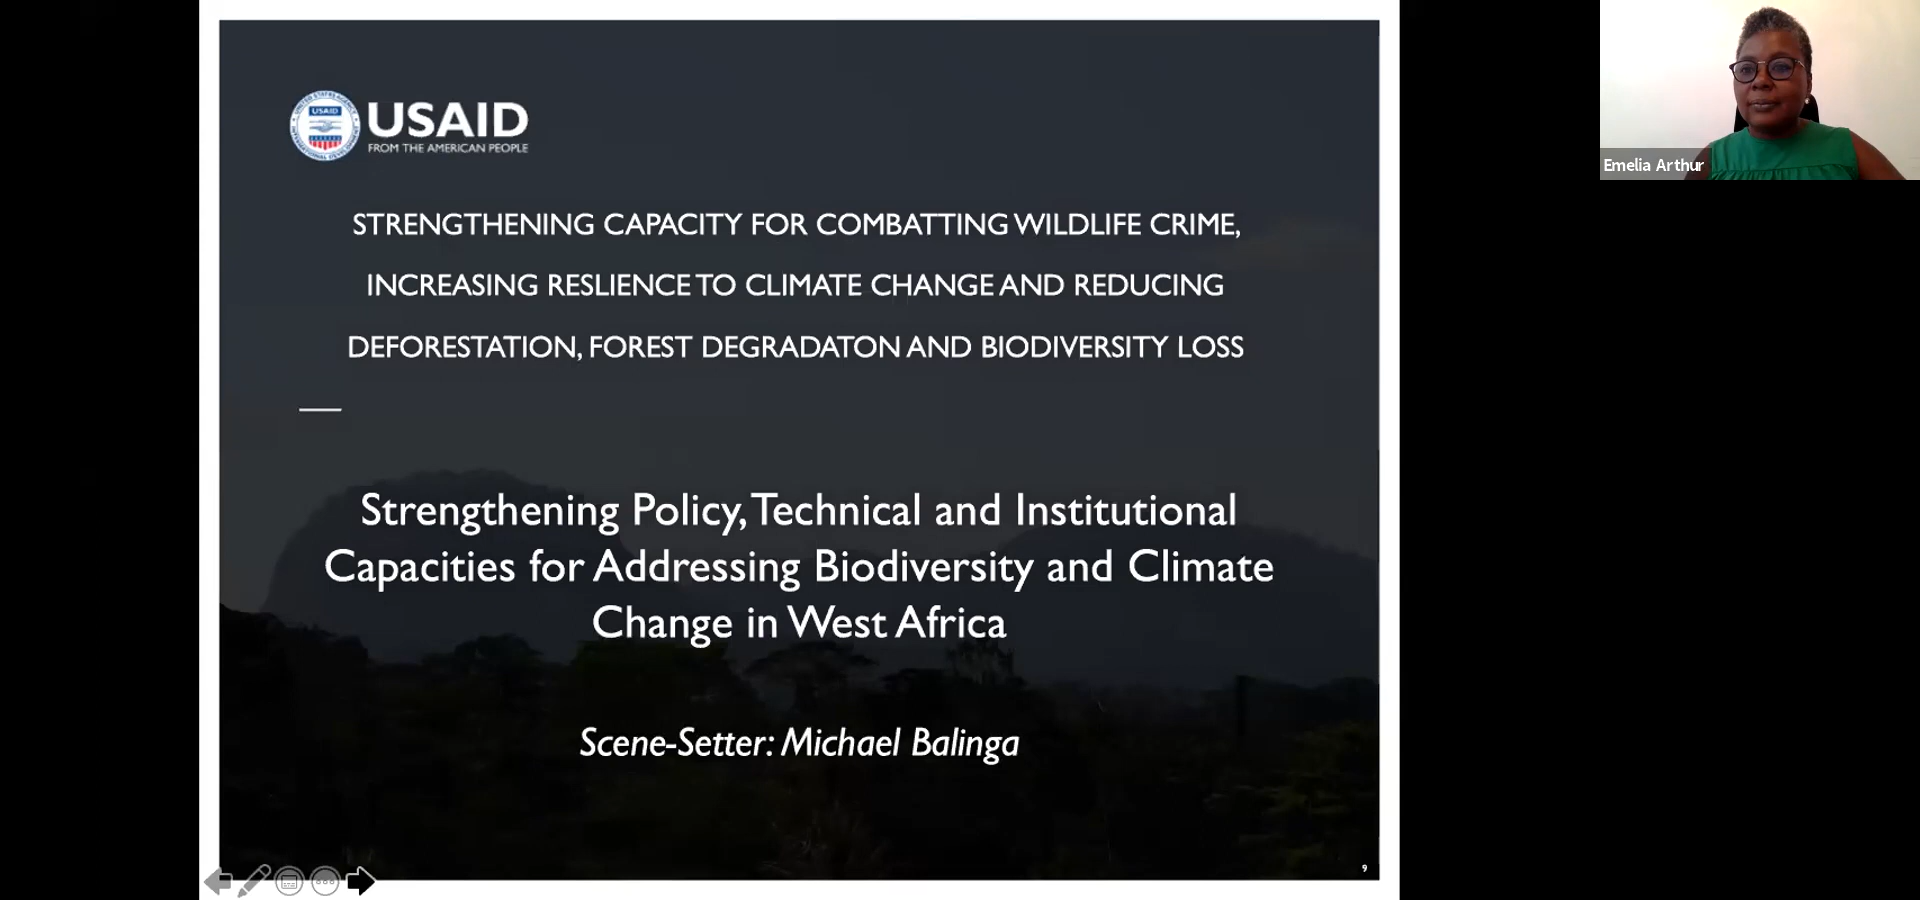 USAID
USAID
FROM THE AMERICAN PEOPLE
STRENGTHENING CAPACITY FOR COMBATTING WILDLIFE CRIME,
INCREASING RESLIENCE TO CLIMATE CHANGE AND REDUCING
DEFORESTATION, FOREST DEGRADATON AND BIODIVERSITY LOSS
Strengthening Policy, Technical and Institutional
Capacities for Addressing Biodiversity and Climate
Change in West Africa
Scene-Setter: Michael Balinga
9
Emelia Arthur